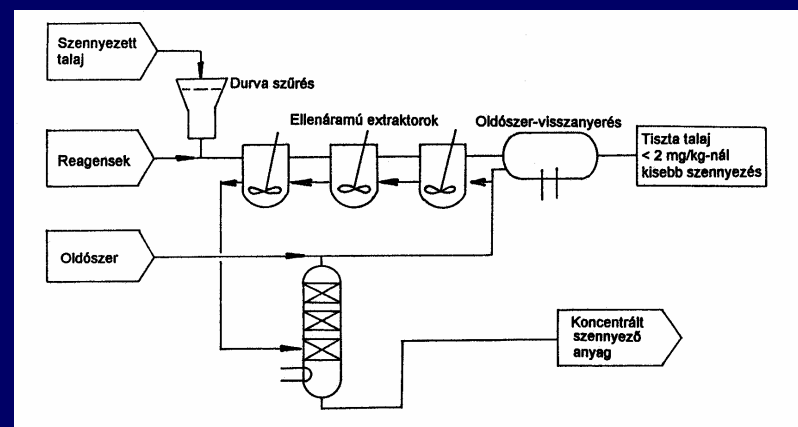 Szennyezett
talaj
Durva szűrés
Ellenáramú extraktorok
Oldószer-visszanyerés
Reagensek
Tiszta talaj
< 2 mg/kg-nál
kisebb szennyezés
Oldószer
Koncentrált
szennyező
anyag